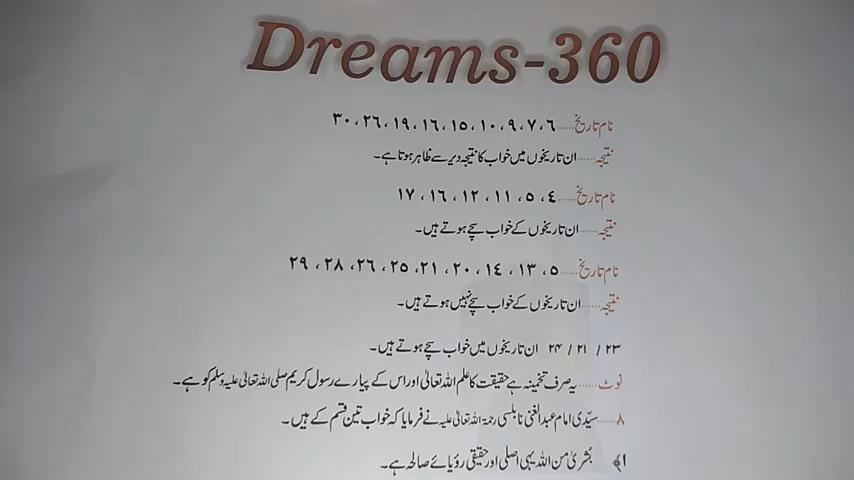 Dreams-360
نام تاریخ.....٦، ٧، ٩، ١٠، ١٥، ١٦، ١٩، ٢٦، ٣٠
نتیجہ.....ان تاریخوں میں خواب کا نتیجہ دیر سے ظاہر ہوتا ہے۔
نام تاریخ.....٤، ٥، ١١، ١٢، ١٦، ١٧
نتیجہ.....ان تاریخوں کے خواب سچے ہوتے ہیں۔
نام تاریخ.....٥، ١٣، ١٤، ٢٠، ٢١، ٢٥، ٢٦، ٢٨، ٢٩
نتیجہ.....ان تاریخوں کے خواب سچے نہیں ہوتے ہیں۔
٢٣ / ٢١ / ٢٤ ان تاریخوں میں خواب سچے ہوتے ہیں۔
نوٹ.....یہ صرف تخمینہ ہے حقیقت کا علم اللہ تعالیٰ اور اس کے پیارے رسول کریم صلی اللہ تعالیٰ علیہ وسلم کو ہے۔
٨.....سیّدی امام عبدالغنی نابلسی رحمۃ اللہ تعالیٰ علیہ نے فرمایا کہ خواب تین قسم کے ہیں۔
١﴾ بُشریٰ من اللہ یہی اصلی اور حقیقی رؤیائے صالحہ ہے۔